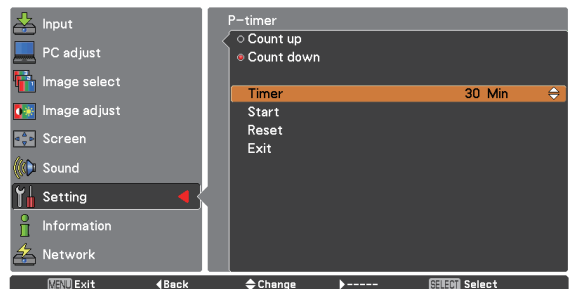 Input
PC adjust
Image select
Image adjust
Screen
Sound
Setting
Information
Network
P-timer
Count up
Count down
Timer 30 Min
Start
Reset
Exit
MENU Exit Back Change ----- SELECT Select